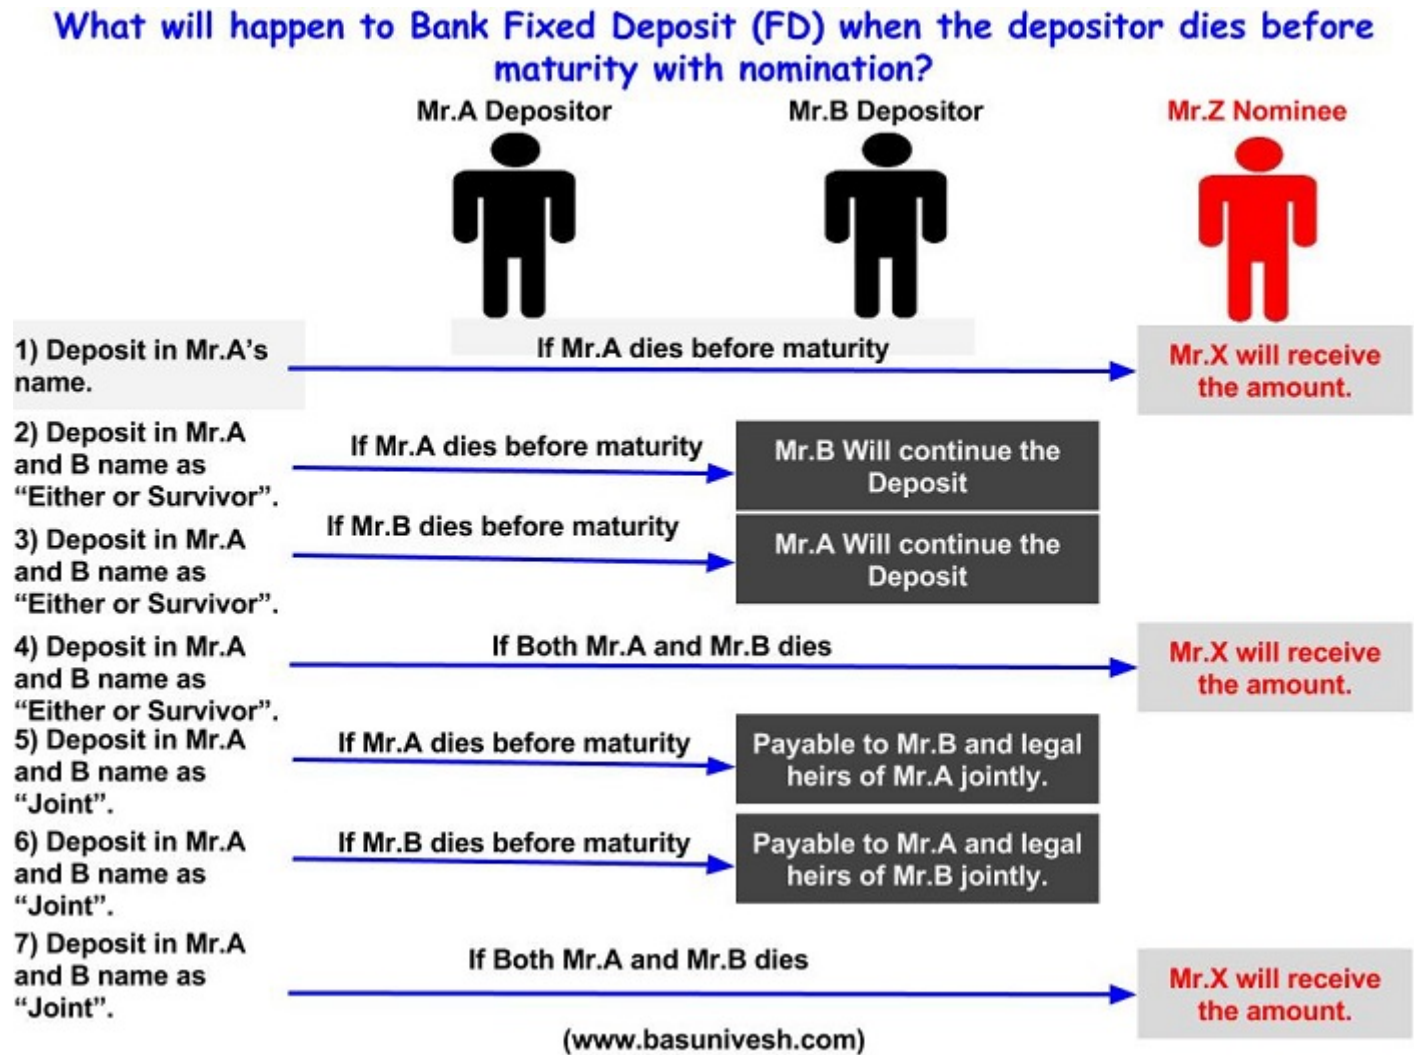 What will happen to Bank Fixed Deposit (FD) when the depositor dies before
maturity with nomination?
Mr.A Depositor
Mr.B Depositor
Mr.Z Nominee
1) Deposit in Mr.A's
name.
If Mr.A dies before maturity
Mr.X will receive
the amount.
2) Deposit in Mr.A
and B name as
“Either or Survivor”.
If Mr.A dies before maturity
Mr.B Will continue the
Deposit
3) Deposit in Mr.A
and B name as
“Either or Survivor”.
If Mr.B dies before maturity
Mr.A Will continue the
Deposit
4) Deposit in Mr.A
and B name as
“Either or Survivor”.
If Both Mr.A and Mr.B dies
Mr.X will receive
the amount.
5) Deposit in Mr.A
and B name as
“Joint”.
If Mr.A dies before maturity
Payable to Mr.B and legal
heirs of Mr.A jointly.
6) Deposit in Mr.A
and B name as
“Joint”.
If Mr.B dies before maturity
Payable to Mr.A and legal
heirs of Mr.B jointly.
7) Deposit in Mr.A
and B name as
“Joint”.
If Both Mr.A and Mr.B dies
Mr.X will receive
the amount.
(www.basunivesh.com)